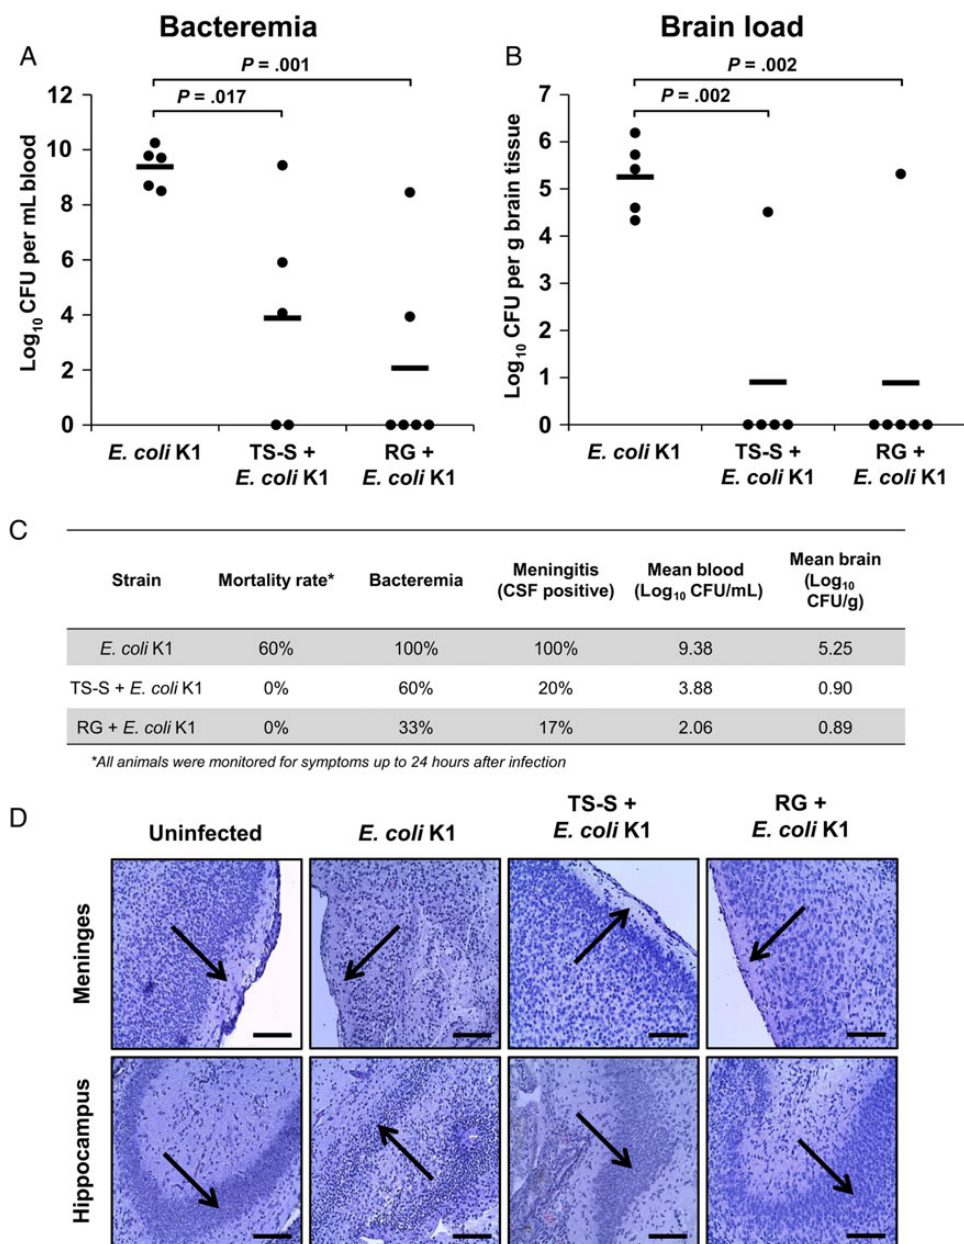 Bacteremia
Brain load
A
P = .001
P = .017
12
10
8
6
4
2
0
Log10 CFU per mL blood
E. coli K1
TS-S +
E. coli K1
RG +
E. coli K1
B
P = .002
P = .002
7
6
5
4
3
2
1
0
Log10 CFU per g brain tissue
E. coli K1
TS-S +
E. coli K1
RG +
E. coli K1
C
Strain Mortality rate* Bacteremia Meningitis (CSF positive) Mean blood (Log10 CFU/mL) Mean brain (Log10 CFU/g)
E. coli K1 60% 100% 100% 9.38 5.25
TS-S + E. coli K1 0% 60% 20% 3.88 0.90
RG + E. coli K1 0% 33% 17% 2.06 0.89
*All animals were monitored for symptoms up to 24 hours after infection
D
Uninfected
E. coli K1
TS-S +
E. coli K1
RG +
E. coli K1
Meninges
Hippocampus